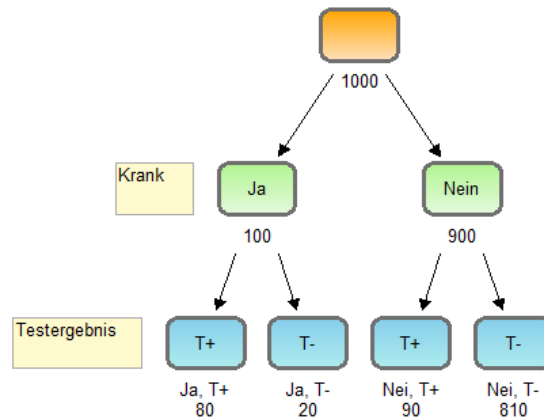 1000
Krank
Ja
Nein
100
900
Testergebnis
T+
T-
T+
T-
Ja, T+
Ja, T-
Nei, T+
Nei, T-
80
20
90
810